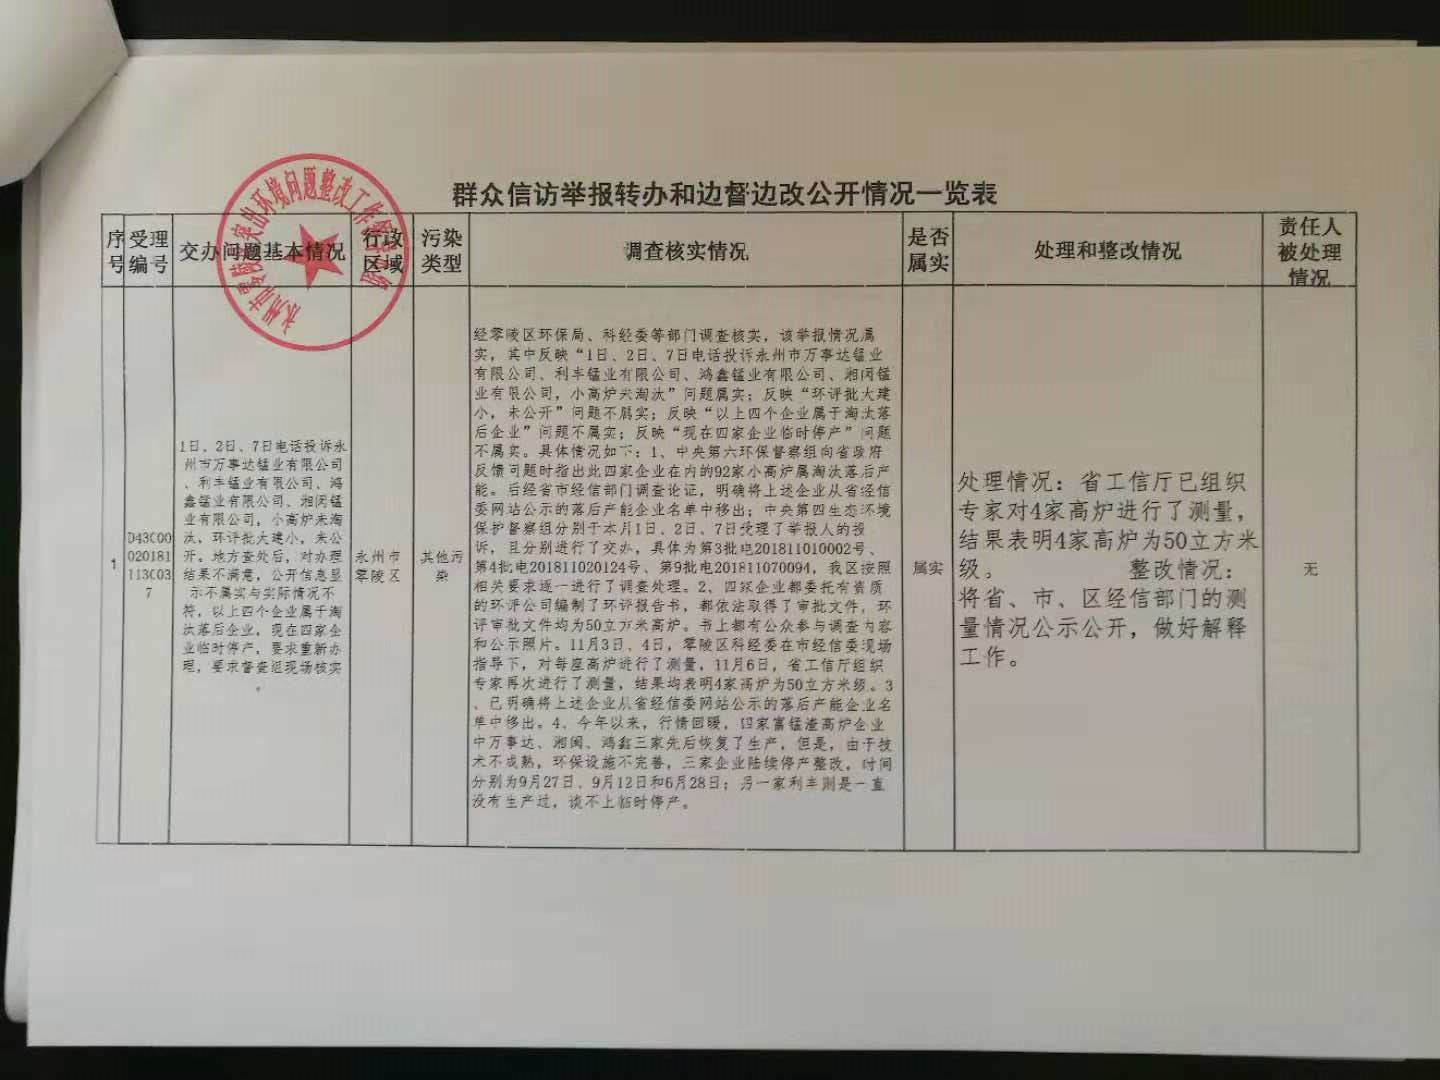 群众信访举报转办和边督边改公开情况一览表
序号
受理编号
交办问题基本情况
行政区域
污染类型
调查核实情况
是否属实
处理和整改情况
责任人被处理情况
1
D43C00
020181
113C03
7
1日、2日、7日电话投诉永
州市万事达锰业有限公司
、利丰锰业有限公司、鸿
鑫锰业有限公司、湘闽锰
业有限公司，小高炉未淘
汰，环评批大建小，未公
开。地方查处后，对办理
结果不满意，公开信息显
示不属实与实际情况不
符，以上四个企业属于淘
汰落后企业，现在四家企
业临时停产，要求重新办
理，要求督查组现场核实
。
永州市
零陵区
其他污
染
经零陵区环保局、科经委等部门调查核实，该举报情况属
实，其中反映“1日、2日、7日电话投诉永州市万事达锰业
有限公司、利丰锰业有限公司、鸿鑫锰业有限公司、湘闽锰
业有限公司，小高炉未淘汰”问题属实；反映“环评批大建
小，未公开”问题不属实；反映“以上四个企业属于淘汰落
后企业”问题不属实；反映“现在四家企业临时停产”问题
不属实。具体情况如下：1、中央第六环保督察组向省政府
反馈问题时指出此四家企业在内的92家小高炉属淘汰落后产
能。后经省市经信部门调查论证，明确将上述企业从省经信
委网站公示的落后产能企业名单中移出；中央第四生态环境
保护督察组分别于本月1日、2日、7日受理了举报人的投
诉，且分别进行了交办，具体为第3批电201811010002号、
第4批电201811020124号、第9批电201811070094，我区按照
相关要求逐一进行了调查处理。2、四家企业都委托有资质
的环评公司编制了环评报告书，都依法取得了审批文件，环
评审批文件均为50立方米高炉。书上都有公众参与调查内容
和公示照片。11月3日、4日，零陵区科经委在市经信委现场
指导下，对每座高炉进行了测量，11月6日，省工信厅组织
专家再次进行了测量，结果均表明4家高炉为50立方米级。3
、已明确将上述企业从省经信委网站公示的落后产能企业名
单中移出。4、今年以来，行情回暖，四家富锰渣高炉企业
中万事达、湘闽、鸿鑫三家先后恢复了生产，但是，由于技
术不成熟，环保设施不完善，三家企业陆续停产整改，时间
分别为9月27日、9月12日和6月28日；另一家利丰则是一直
没有生产过，谈不上临时停产。
属实
处理情况：省工信厅已组织
专家对4家高炉进行了测量，
结果表明4家高炉为50立方米
级。 整改情况：
将省、市、区经信部门的测
量情况公示公开，做好解释
工作。
无